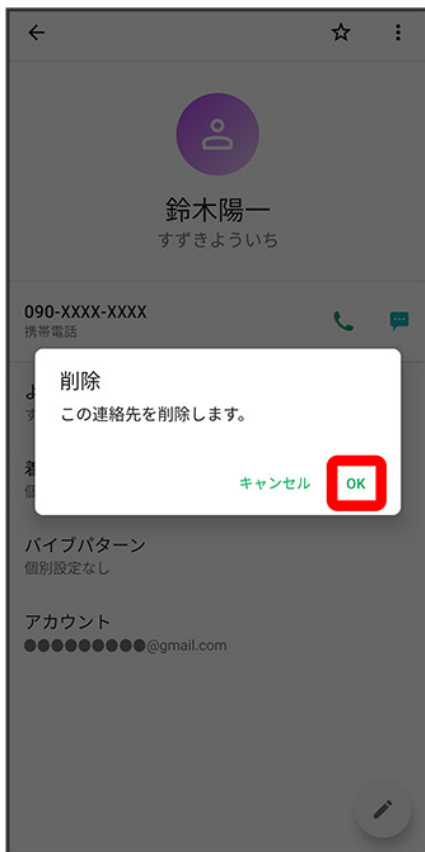 鈴木陽一
すずきよういち
090-XXXX-XXXX
携帯電話
削除
この連絡先を削除します。
キャンセル OK
バイブパターン
個別設定なし
アカウント
●●●●●●●●●@gmail.com